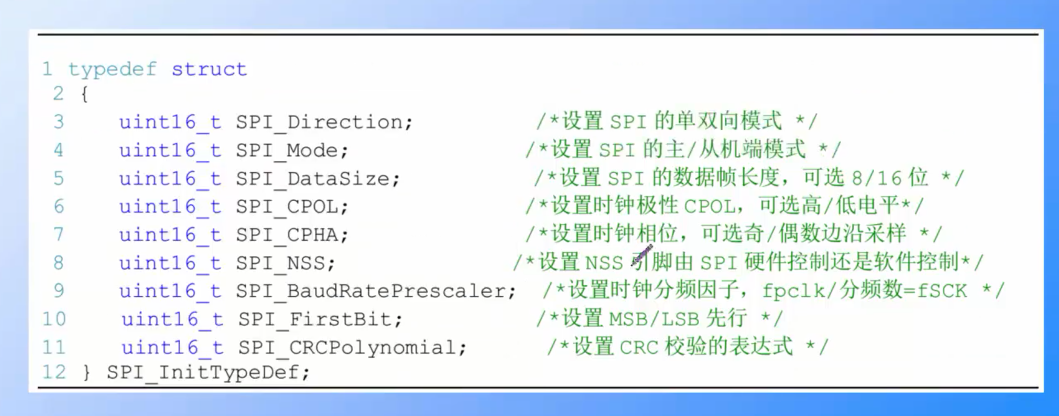 1 typedef struct
2 {
3 uint16_t SPI_Direction; /*设置 SPI 的单双向模式 */
4 uint16_t SPI_Mode; /*设置 SPI 的主/从机端模式 */
5 uint16_t SPI_DataSize; /*设置 SPI 的数据帧长度，可选 8/16 位 */
6 uint16_t SPI_CPOL; /*设置时钟极性 CPOL，可选高/低电平*/
7 uint16_t SPI_CPHA; /*设置时钟相位，可选奇/偶数边沿采样 */
8 uint16_t SPI_NSS; /*设置 NSS 引脚由 SPI 硬件控制还是软件控制*/
9 uint16_t SPI_BaudRatePrescaler; /*设置时钟分频因子，fpclk/分频数=fSCK */
10 uint16_t SPI_FirstBit; /*设置 MSB/LSB 先行 */
11 uint16_t SPI_CRCPolynomial; /*设置 CRC 校验的表达式 */
12 } SPI_InitTypeDef;